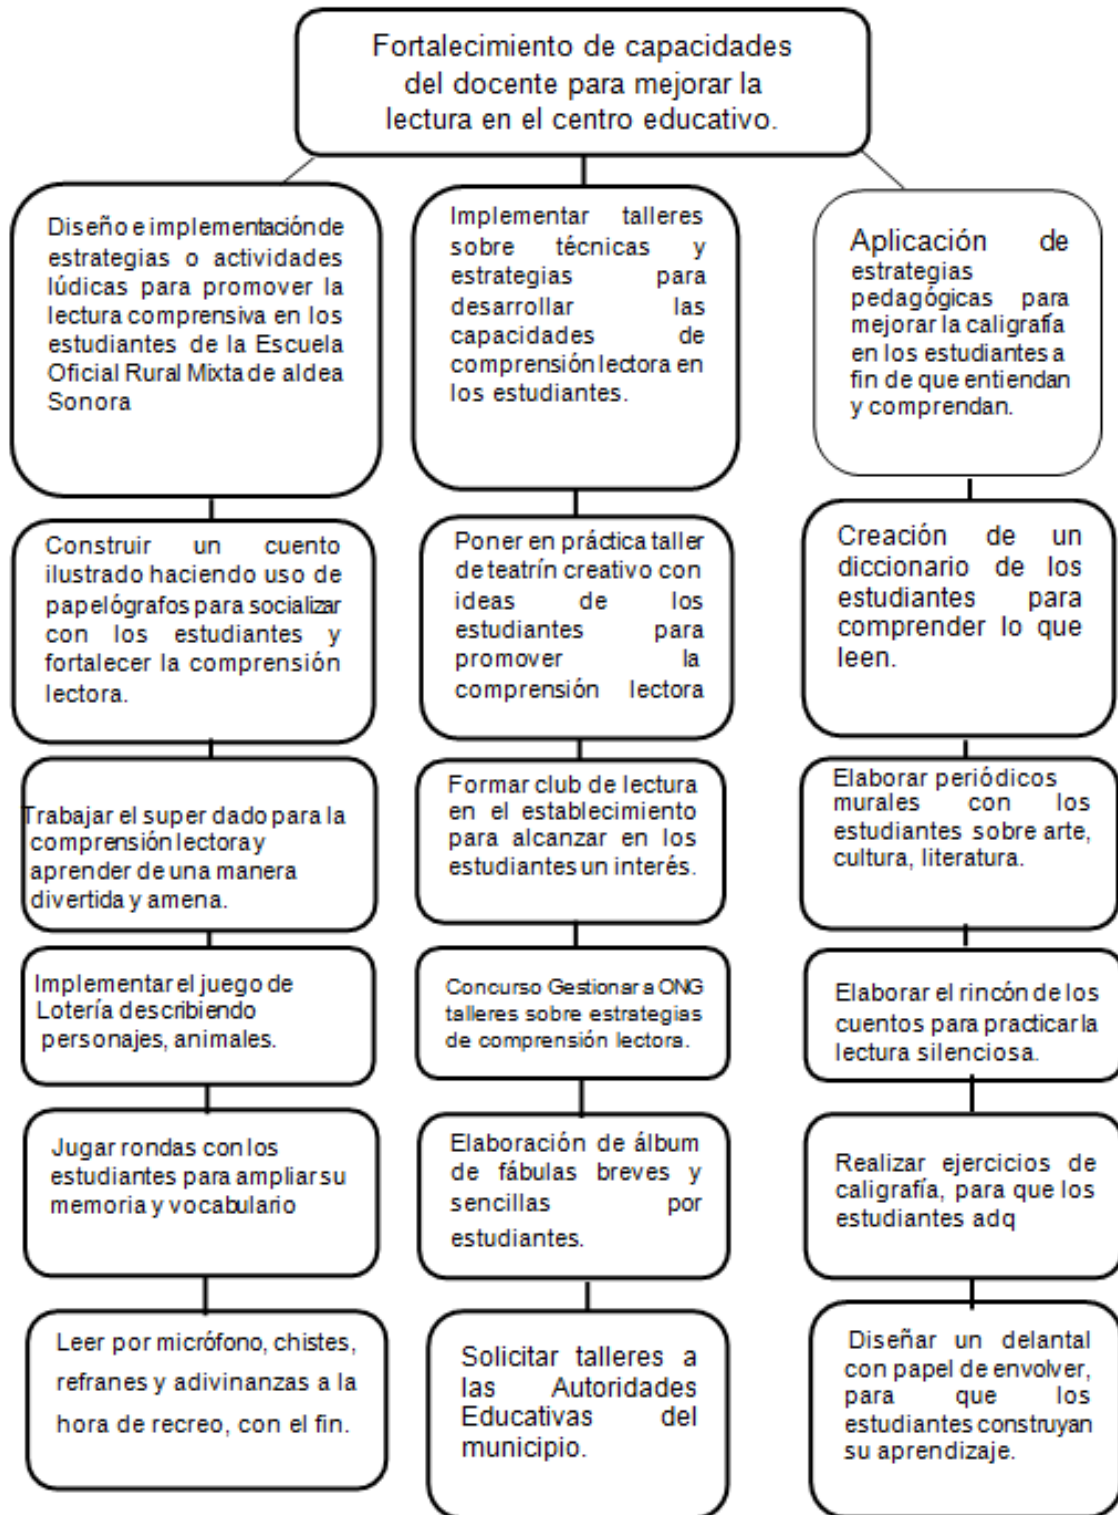 Fortalecimiento de capacidades
del docente para mejorar la
lectura en el centro educativo.
Diseño e implementación de
estrategias o actividades
lúdicas para promover la
lectura comprensiva en los
estudiantes de la Escuela
Oficial Rural Mixta de aldea
Sonora
Construir un cuento
ilustrado haciendo uso de
papelógrafos para socializar
con los estudiantes y
fortalecer la comprensión
lectora.
Trabajar el super dado para la
comprensión lectora y
aprender de una manera
divertida y amena.
Implementar el juego de
Lotería describiendo
personajes, animales.
Jugar rondas con los
estudiantes para ampliar su
memoria y vocabulario
Leer por micrófono, chistes,
refranes y adivinanzas a la
hora de recreo, con el fin.
Implementar talleres
sobre técnicas y
estrategias para
desarrollar las
capacidades de
comprensión lectora en
los estudiantes.
Poner en práctica taller
de teatrín creativo con
ideas de los
estudiantes para
promover la
comprensión lectora
Formar club de lectura
en el establecimiento
para alcanzar en los
estudiantes un interés.
Concurso Gestionar a ONG
talleres sobre estrategias
de comprensión lectora.
Elaboración de álbum
de fábulas breves y
sencillas por
estudiantes.
Solicitar talleres a
las Autoridades
Educativas del
municipio.
Aplicación de
estrategias
pedagógicas para
mejorar la caligrafía
en los estudiantes a
fin de que entiendan
y comprendan.
Creación de un
diccionario de los
estudiantes para
comprender lo que
leen.
Elaborar periódicos
murales con los
estudiantes sobre arte,
cultura, literatura.
Elaborar el rincón de los
cuentos para practicar la
lectura silenciosa.
Realizar ejercicios de
caligrafía, para que los
estudiantes adq
Diseñar un delantal
con papel de envolver,
para que los
estudiantes construyan
su aprendizaje.